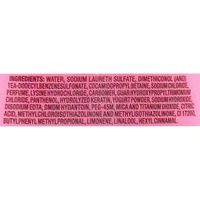 INGREDIENTS: WATER, SODIUM LAURETH SULFATE, DIMETHICONOL (AND)
TEA-DODECYLBENZENESULFONATE, COCAMIDOPROPYL BETAINE, SODIUM CHLORIDE,
PERFUME, LYSINE HYDROCHLORIDE, CARBOMER, GUAR HYDROXYPROPYLTRIMONIUM
CHLORIDE, PANTHENOL, HYDROLYZED KERATIN, YOGURT POWDER, SODIUM HYDROXIDE,
DISODIUM EDTA, DMDM HYDANTOIN, PEG-45M, MICA AND TITANIUM DIOXIDE, CITRIC
ACID, METHYLCHLOROISOTHIAZOLINONE AND METHYLISOTHIAZOLINONE, CI 17200,
BUTYLPHENYL METHYLPROPIONAL, LIMONENE, LINALOOL, HEXYL CINNAMAL.